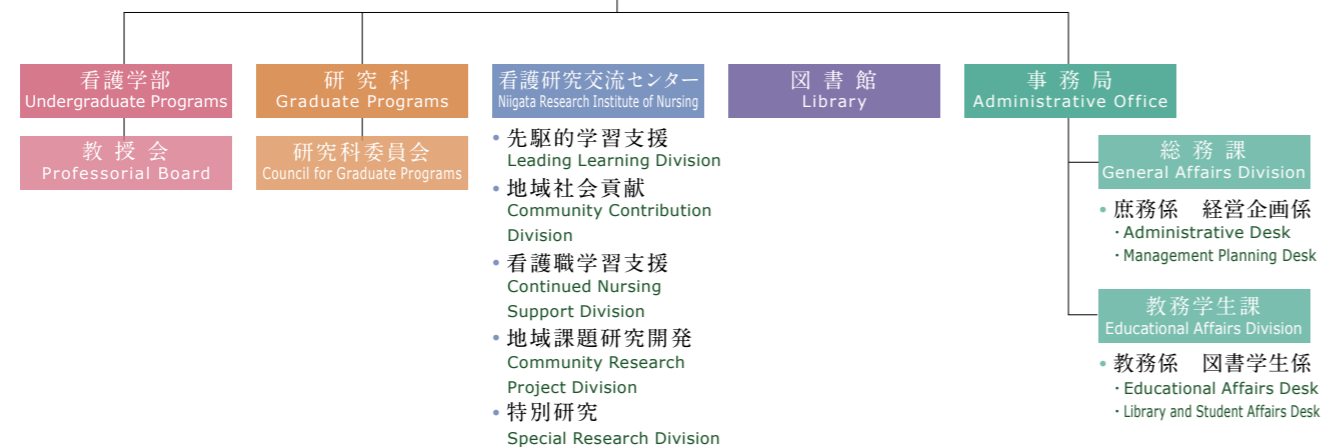 看護学部
Undergraduate Programs
教授会
Professorial Board
研究科
Graduate Programs
研究科委員会
Council for Graduate Programs
看護研究交流センター
Niigata Research Institute of Nursing
• 先駆的学習支援
Leading Learning Division
• 地域社会貢献
Community Contribution
Division
• 看護職学習支援
Continued Nursing
Support Division
• 地域課題研究開発
Community Research
Project Division
• 特別研究
Special Research Division
図書館
Library
事務局
Administrative Office
総務課
General Affairs Division
• 庶務係　経営企画係
・Administrative Desk
・Management Planning Desk
教務学生課
Educational Affairs Division
• 教務係　図書学生係
・Educational Affairs Desk
・Library and Student Affairs Desk